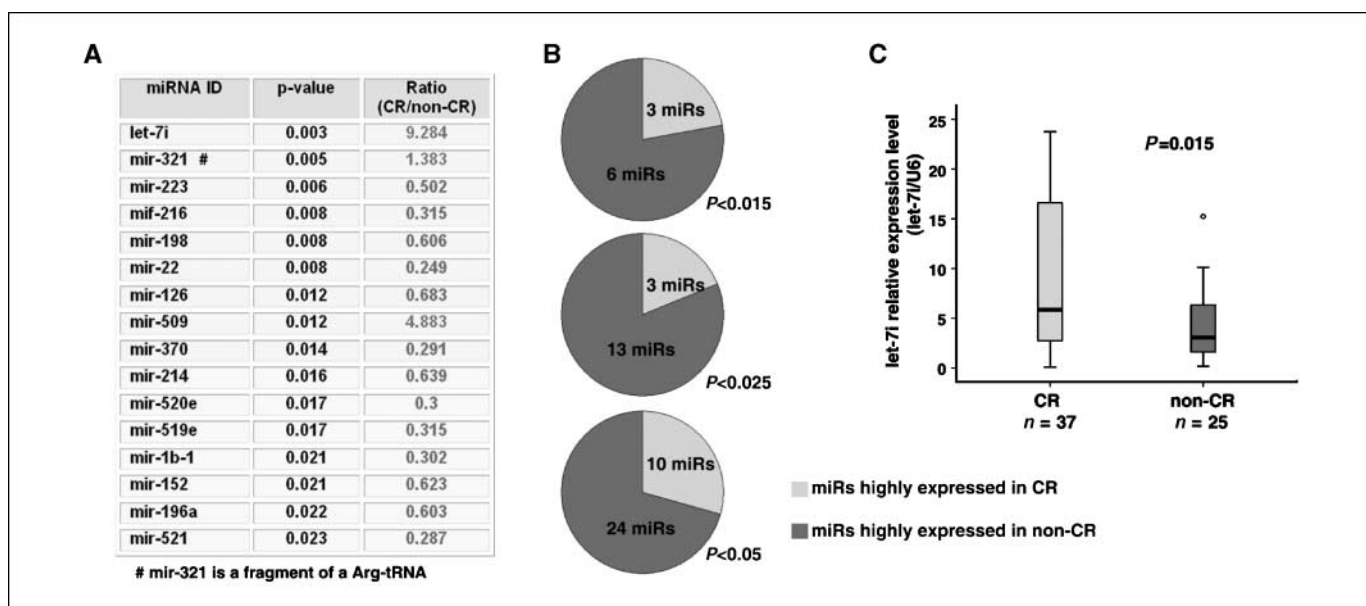 A
miRNA ID p-value Ratio
(CR/non-CR)
let-7i 0.003 9.284
mir-321 # 0.005 1.383
mir-223 0.006 0.502
mif-216 0.008 0.315
mir-198 0.008 0.606
mir-22 0.008 0.249
mir-126 0.012 0.683
mir-509 0.012 4.883
mir-370 0.014 0.291
mir-214 0.016 0.639
mir-520e 0.017 0.3
mir-519e 0.017 0.315
mir-1b-1 0.021 0.302
mir-152 0.021 0.623
mir-196a 0.022 0.603
mir-521 0.023 0.287
# mir-321 is a fragment of a Arg-tRNA
B
3 miRs
6 miRs
P<0.015
3 miRs
13 miRs
P<0.025
10 miRs
24 miRs
P<0.05
C
let-7i relative expression level
(let-7i/U6)
25
20
15
10
5
0
P=0.015
CR non-CR
n = 37 n = 25
miRs highly expressed in CR
miRs highly expressed in non-CR